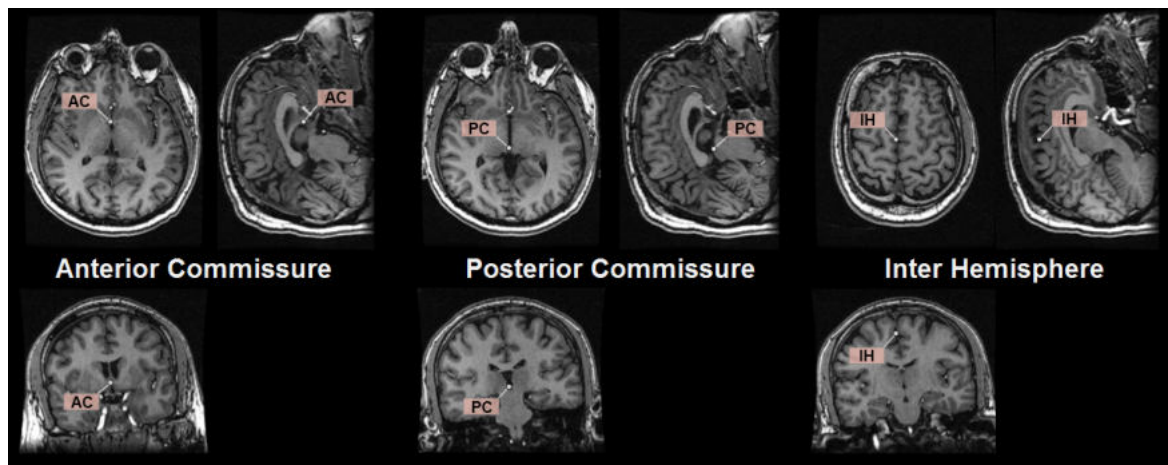 AC
AC
PC
PC
IH
IH
Anterior Commissure
Posterior Commissure
Inter Hemisphere
AC
PC
IH